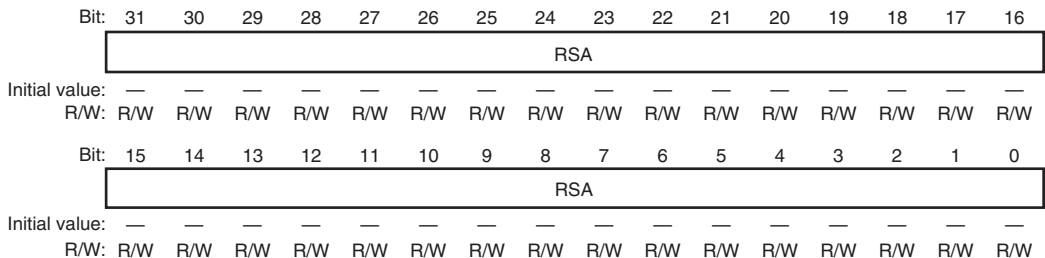 Bit: 31 30 29 28 27 26 25 24 23 22 21 20 19 18 17 16
RSA
Initial value: — — — — — — — — — — — — — — — —
R/W: R/W R/W R/W R/W R/W R/W R/W R/W R/W R/W R/W R/W R/W R/W R/W R/W
Bit: 15 14 13 12 11 10 9 8 7 6 5 4 3 2 1 0
RSA
Initial value: — — — — — — — — — — — — — — — —
R/W: R/W R/W R/W R/W R/W R/W R/W R/W R/W R/W R/W R/W R/W R/W R/W R/W